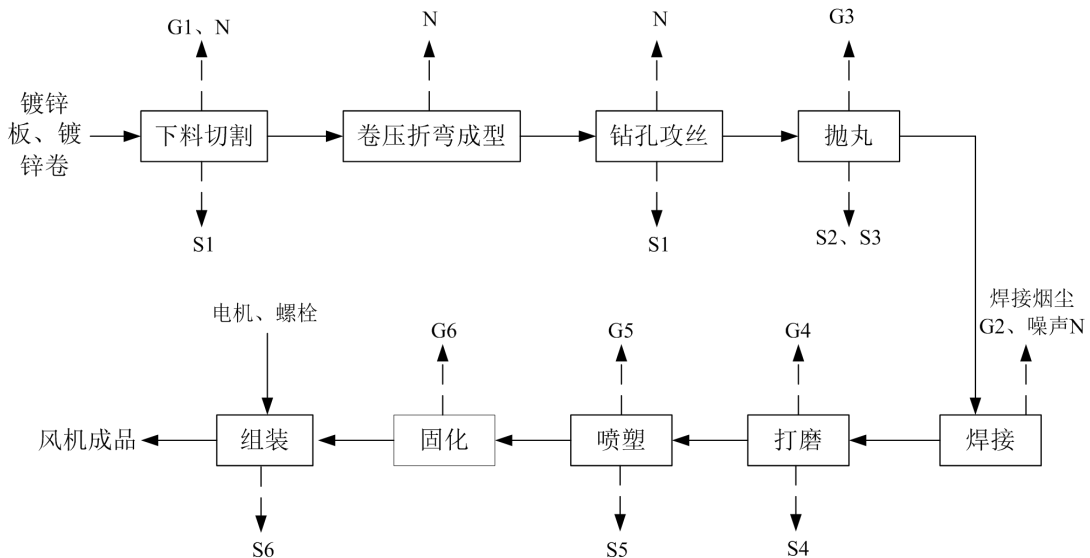 G1、N
N
N
G3
镀锌
板、镀
锌卷
下料切割
卷压折弯成型
钻孔攻丝
抛丸
S1
S1
S2、S3
电机、螺栓
G6
G5
G4
焊接烟尘
G2、噪声N
风机成品
组装
固化
喷塑
打磨
焊接
S6
S5
S4